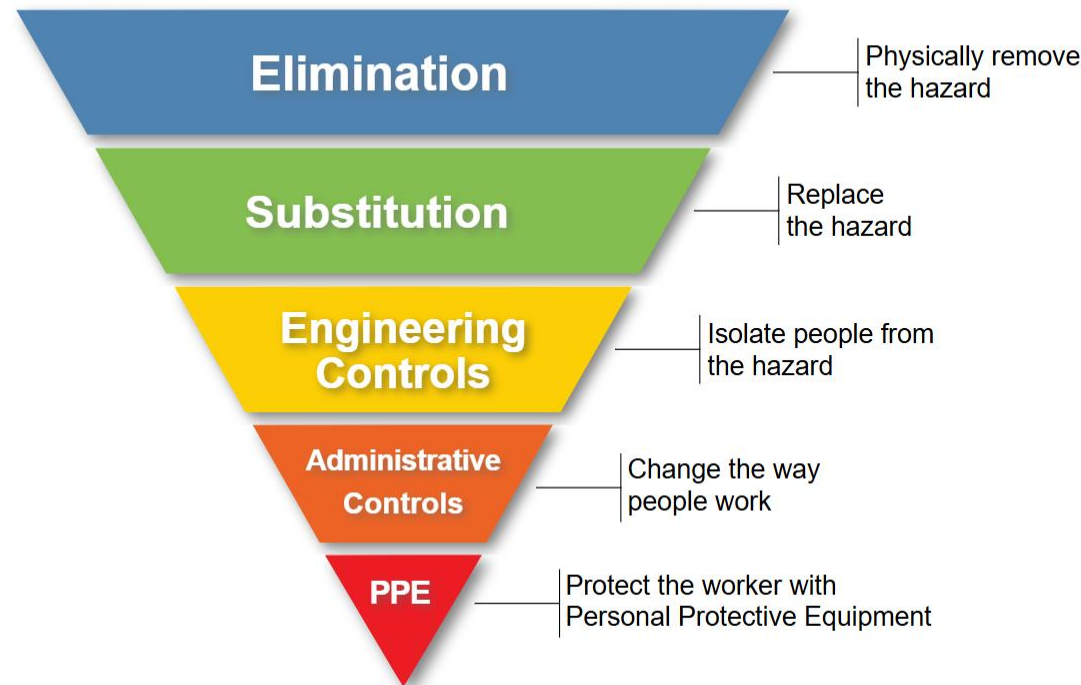 Elimination
Physically remove
the hazard
Substitution
Replace
the hazard
Engineering
Controls
Isolate people from
the hazard
Administrative
Controls
Change the way
people work
PPE
Protect the worker with
Personal Protective Equipment